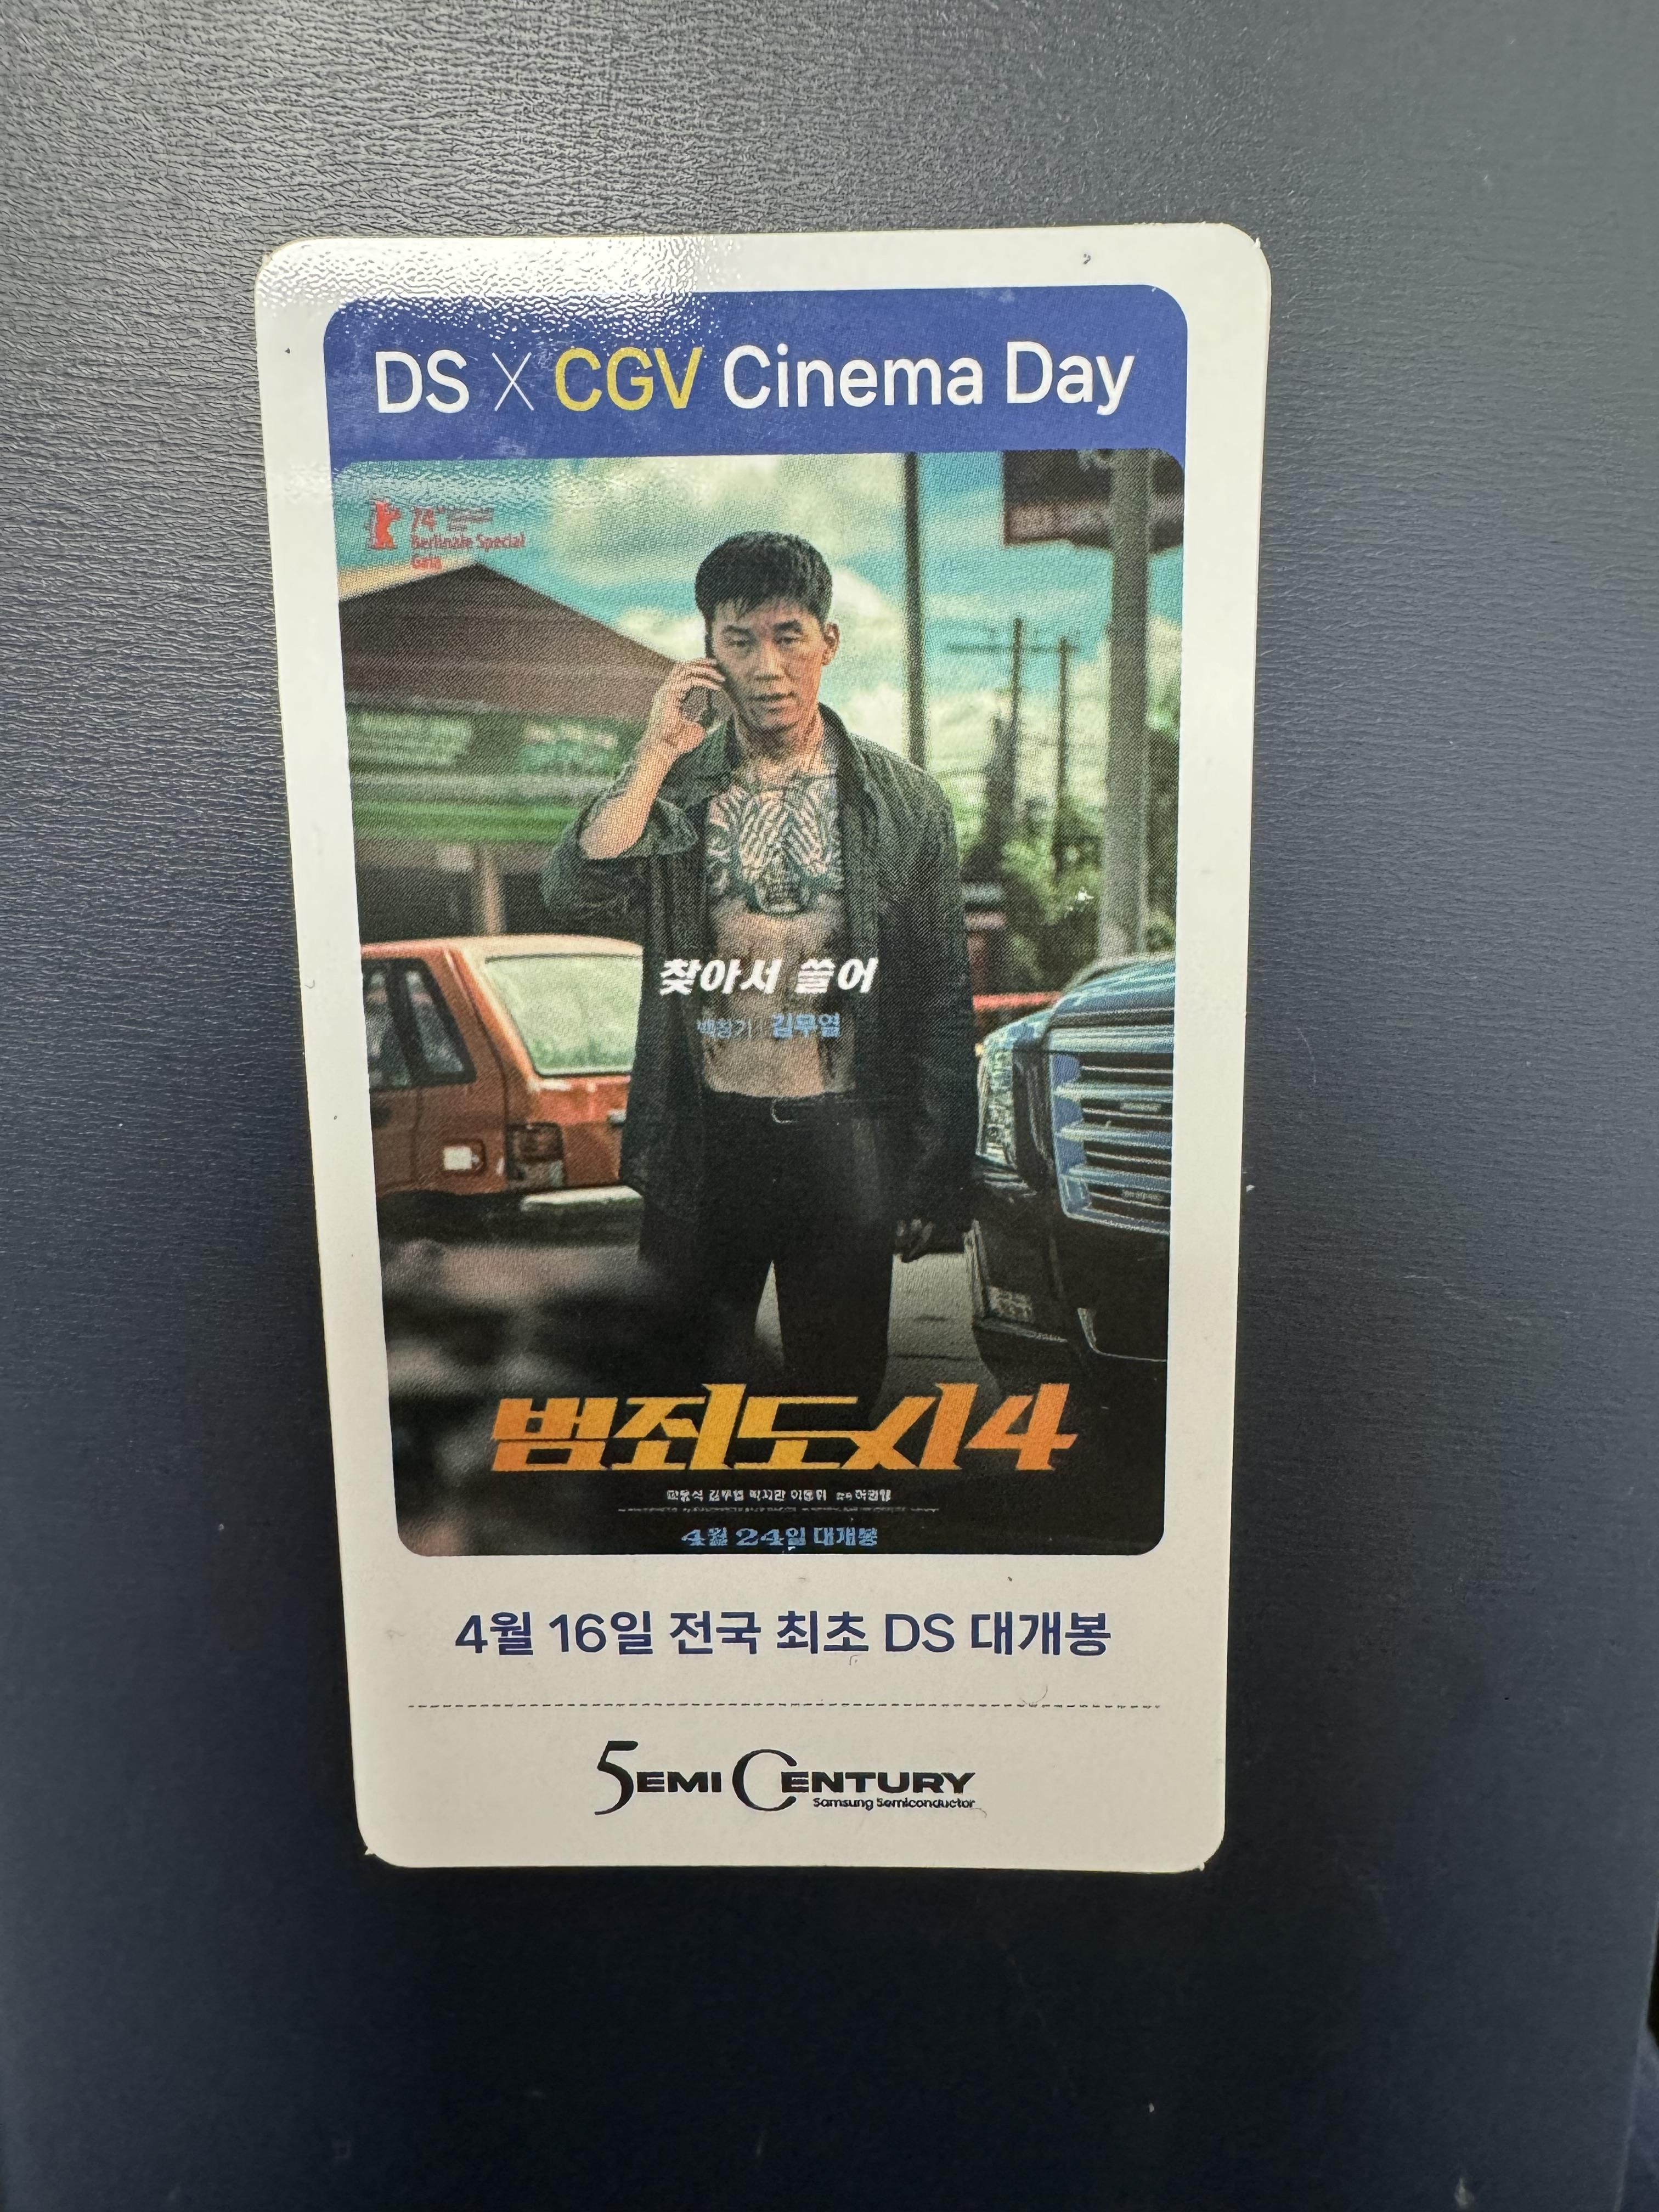 DS X CGV Cinema Day
74
Berlinale Special
Gala
찾아서 쓸어
백창기 김무열
범죄도시4
마동석 김무열 박지환 이동휘 감독 허명행
4월 24일 대개봉
4월 16일 전국 최초 DS 대개봉
5EMI CENTURY
Samsung Semiconductor